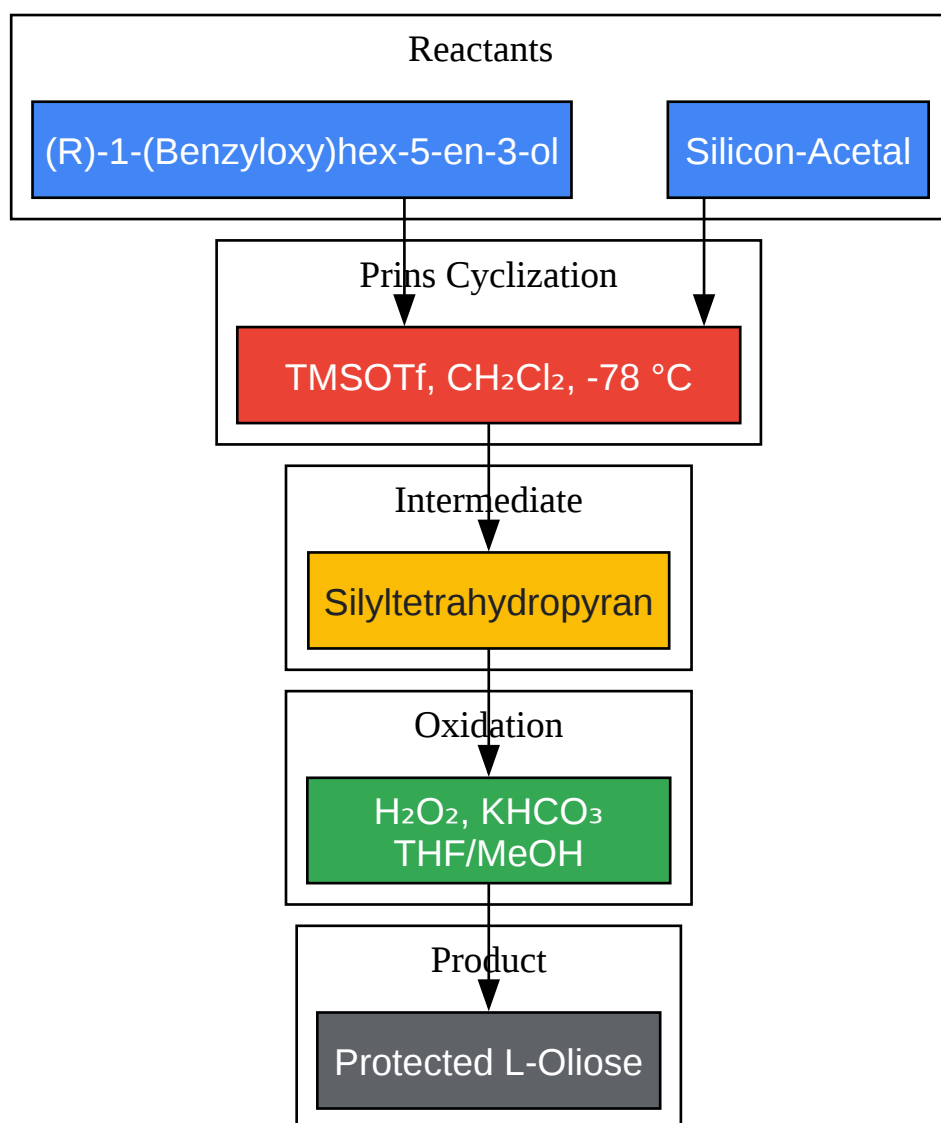 Reactants
(R)-1-(Benzyloxy)hex-5-en-3-ol
Silicon-Acetal
Prins Cyclization
TMSOTf, CH₂Cl₂, -78 °C
Intermediate
Silyltetrahydropyran
Oxidation
H₂O₂, KHCO₃
THF/MeOH
Product
Protected L-Oliose